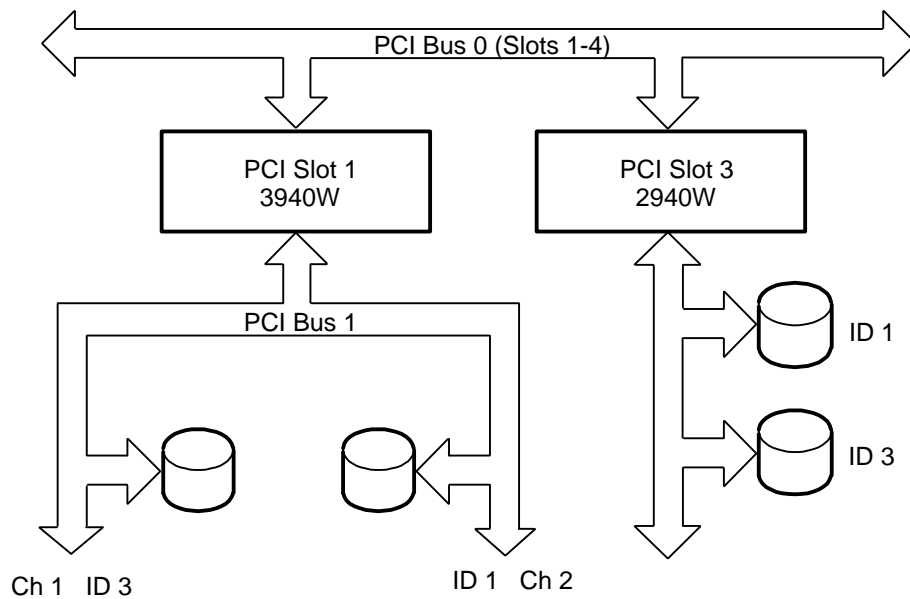 PCI Bus 0 (Slots 1-4)
PCI Slot 1
3940W
PCI Slot 3
2940W
PCI Bus 1
ID 1
ID 3
Ch 1 ID 3
ID 1 Ch 2